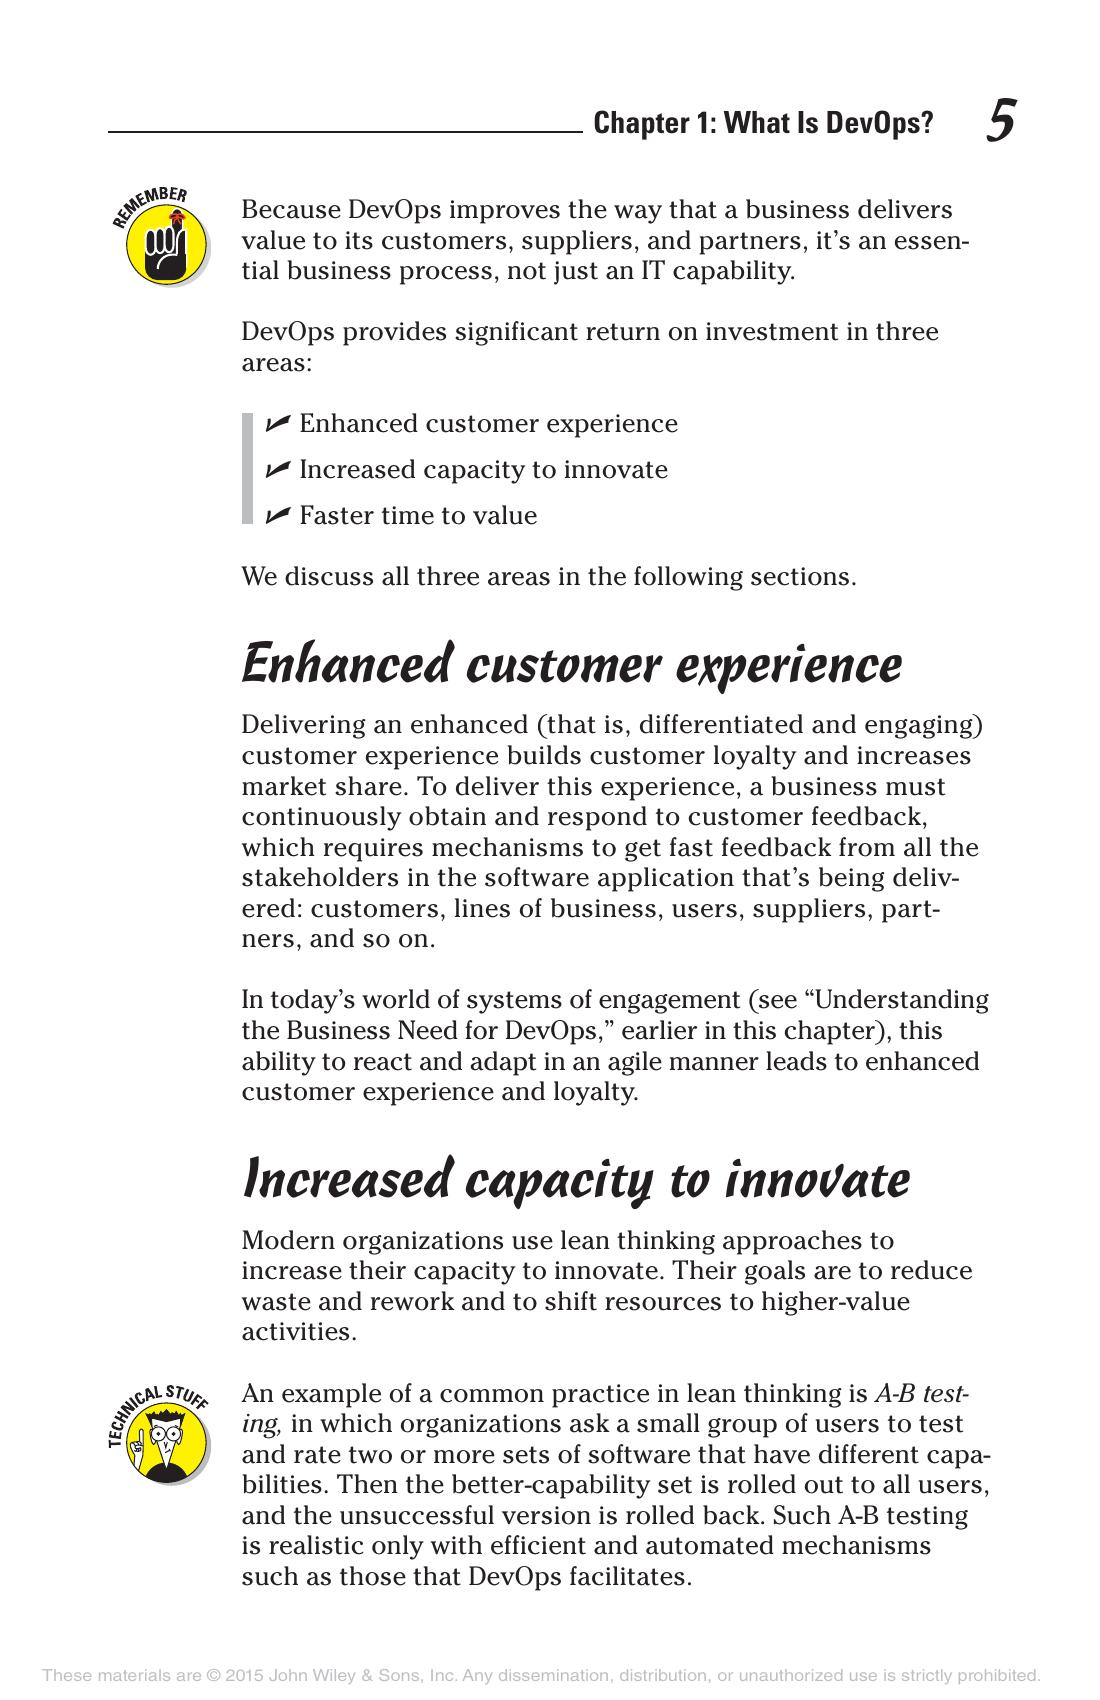 Chapter 1: What Is DevOps? 5
REMEMBER
Because DevOps improves the way that a business delivers
value to its customers, suppliers, and partners, it’s an essen-
tial business process, not just an IT capability.
DevOps provides significant return on investment in three
areas:
✓ Enhanced customer experience
✓ Increased capacity to innovate
✓ Faster time to value
We discuss all three areas in the following sections.
Enhanced customer experience
Delivering an enhanced (that is, differentiated and engaging)
customer experience builds customer loyalty and increases
market share. To deliver this experience, a business must
continuously obtain and respond to customer feedback,
which requires mechanisms to get fast feedback from all the
stakeholders in the software application that’s being deliv-
ered: customers, lines of business, users, suppliers, part-
ners, and so on.
In today’s world of systems of engagement (see “Understanding
the Business Need for DevOps,” earlier in this chapter), this
ability to react and adapt in an agile manner leads to enhanced
customer experience and loyalty.
Increased capacity to innovate
Modern organizations use lean thinking approaches to
increase their capacity to innovate. Their goals are to reduce
waste and rework and to shift resources to higher-value
activities.
TECHNICAL STUFF
An example of a common practice in lean thinking is A-B test-
ing, in which organizations ask a small group of users to test
and rate two or more sets of software that have different capa-
bilities. Then the better-capability set is rolled out to all users,
and the unsuccessful version is rolled back. Such A-B testing
is realistic only with efficient and automated mechanisms
such as those that DevOps facilitates.
These materials are © 2015 John Wiley & Sons, Inc. Any dissemination, distribution, or unauthorized use is strictly prohibited.